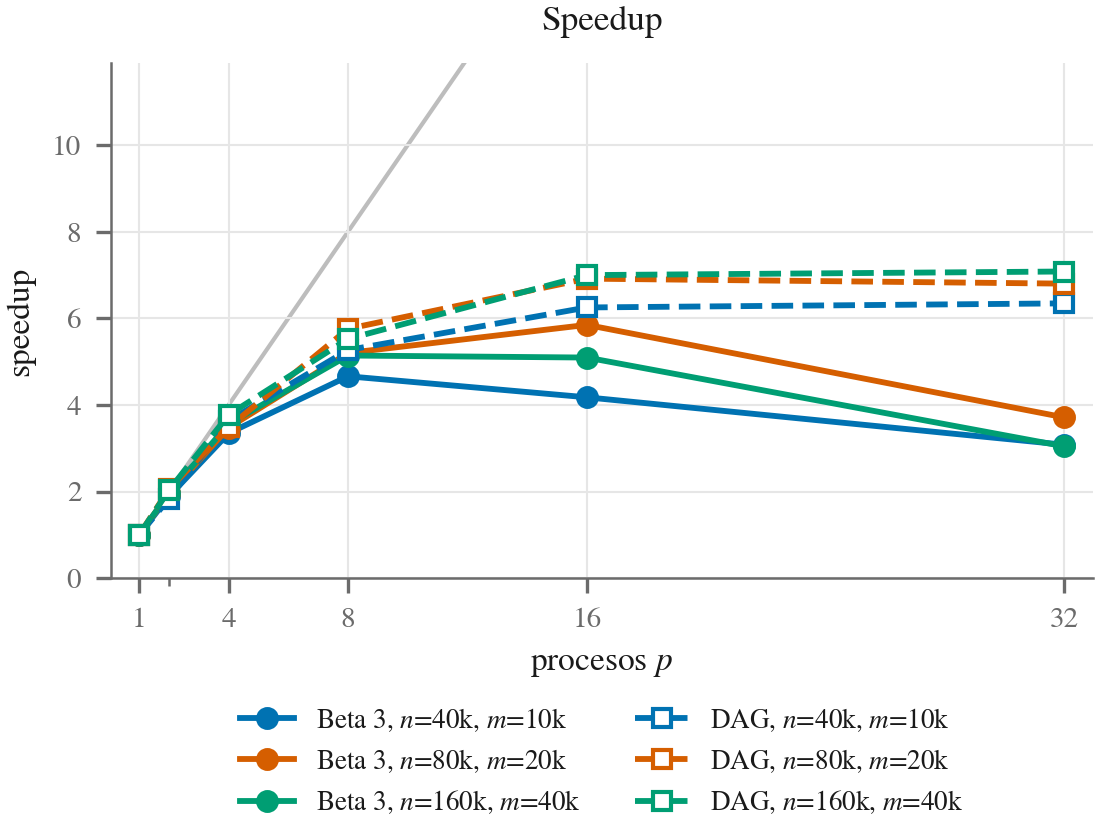 Speedup
10
8
6
4
2
0
speedup
1 4 8 16 32
procesos p
Beta 3, n=40k, m=10k
Beta 3, n=80k, m=20k
Beta 3, n=160k, m=40k
DAG, n=40k, m=10k
DAG, n=80k, m=20k
DAG, n=160k, m=40k